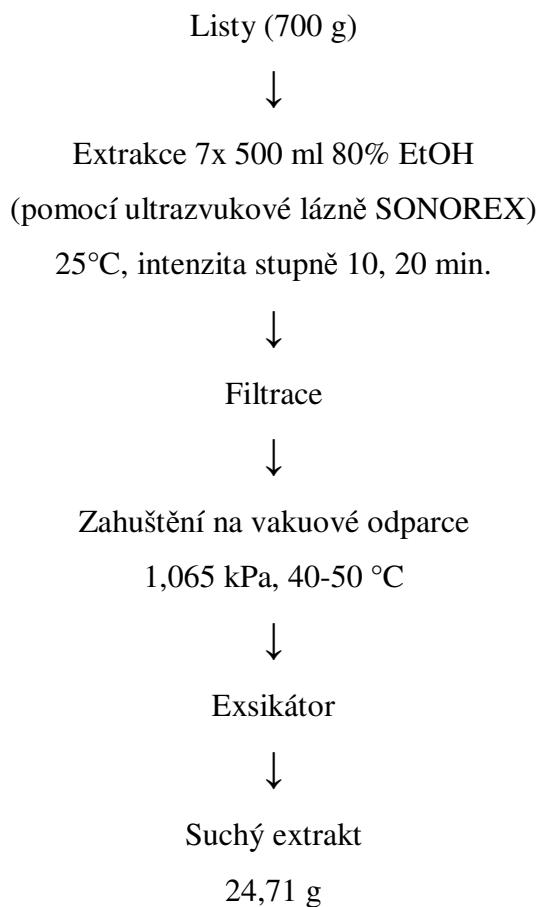 Listy (700 g)
↓
Extrakce 7x 500 ml 80% EtOH
(pomocí ultrazvukové lázně SONOREX)
25°C, intenzita stupně 10, 20 min.
↓
Filtrace
↓
Zahuštění na vakuové odparce
1,065 kPa, 40-50 °C
↓
Exsikátor
↓
Suchý extrakt
24,71 g